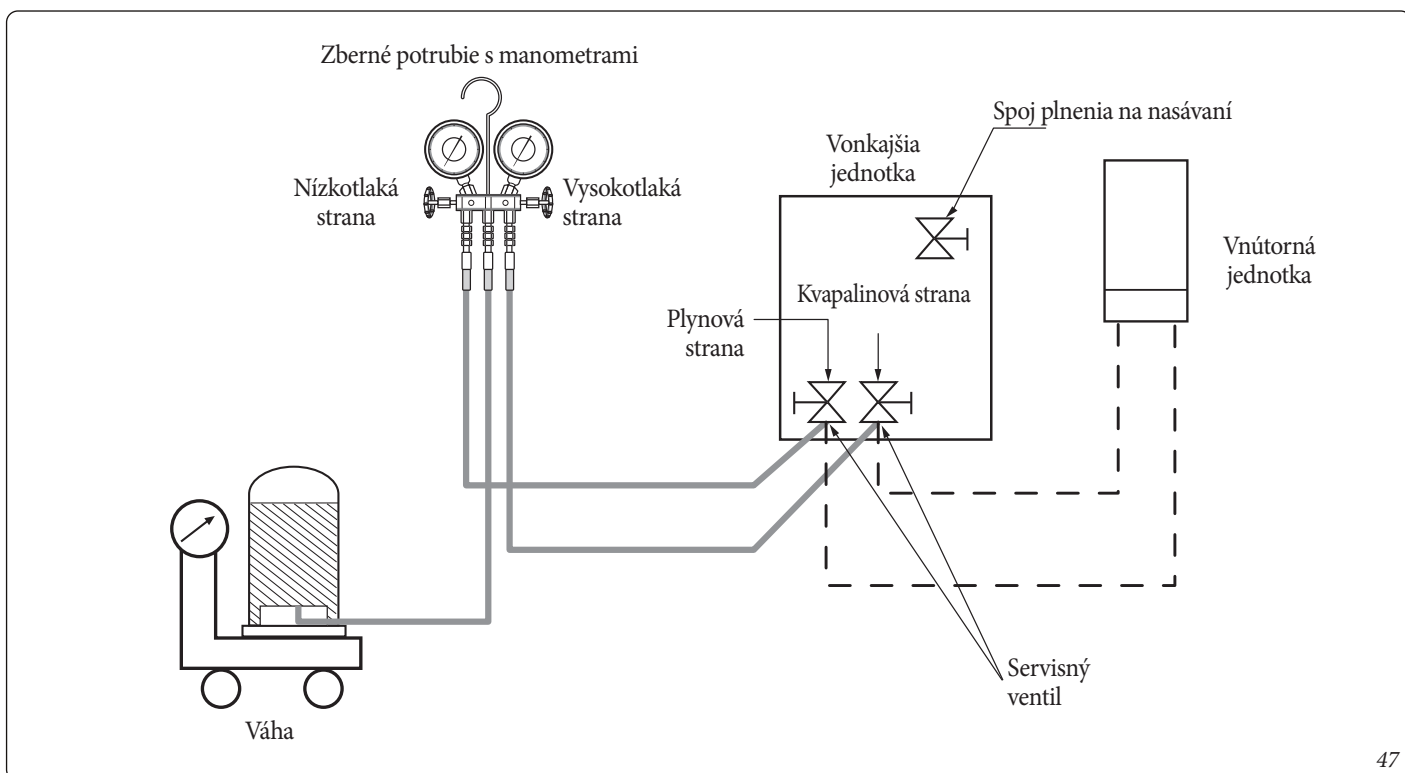 Zberné potrubie s manometrami
Spoj plnenia na nasávaní
Vonkajšia
jednotka
Nízkotlaká
strana
Vysokotlaká
strana
Vnútorná
jednotka
Kvapalinová strana
Plynová
strana
Servisný
ventil
Váha
47